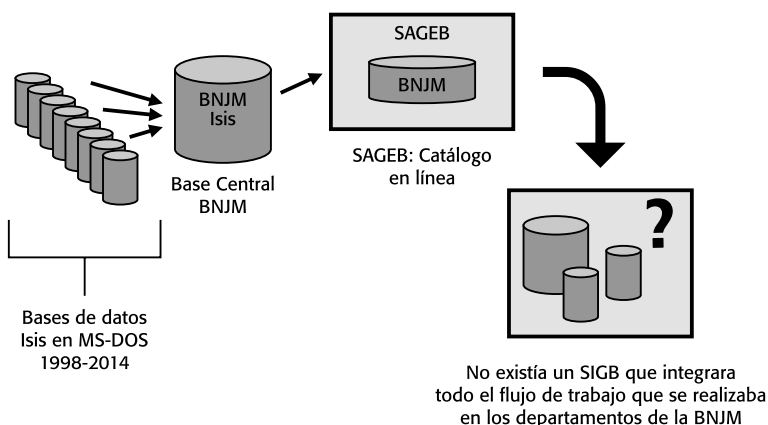 Bases de datos
Isis en MS-DOS
1998-2014
BNJM
Isis
Base Central
BNJM
SAGEB
BNJM
SAGEB: Catálogo
en línea
?
No existía un SIGB que integrara
todo el flujo de trabajo que se realizaba
en los departamentos de la BNJM